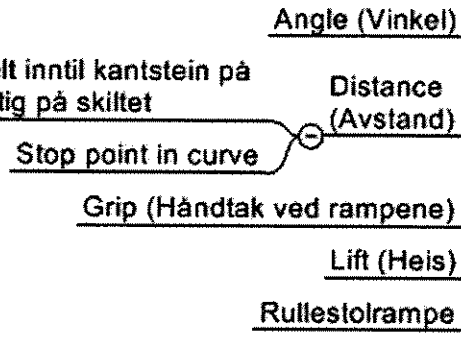 Angle (Vinkel)
inntil kantstein på
på skiltet
Distance
(Avstand)
Stop point in curve
Grip (Håndtak ved rampene)
Lift (Heis)
Rullestolrampe